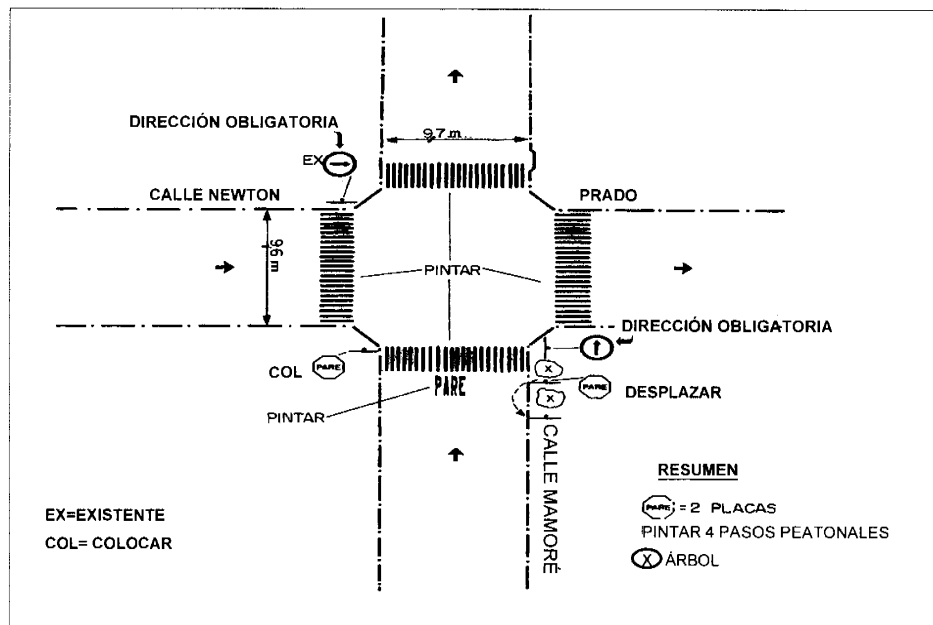 DIRECCIÓN OBLIGATORIA
9,7 m.
EX
CALLE NEWTON
PRADO
9,6 m
PINTAR
DIRECCIÓN OBLIGATORIA
COL
PARE
PARE
PARE
DESPLAZAR
PINTAR
CALLE MAMORÉ
X
X
RESUMEN
PARE = 2 PLACAS
PINTAR 4 PASOS PEATONALES
X ÁRBOL
EX=EXISTENTE
COL= COLOCAR